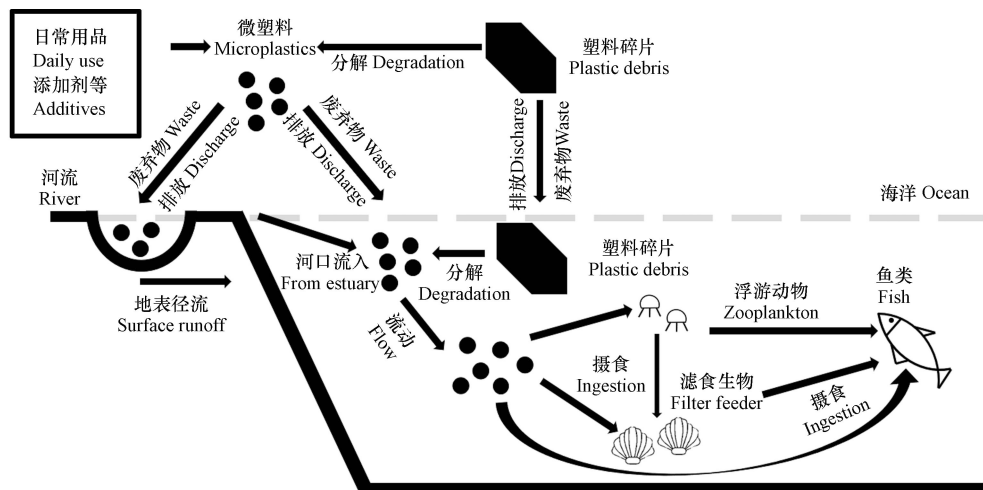 日常用品
Daily use
添加剂等
Additives
微塑料
Microplastics
分解 Degradation
塑料碎片
Plastic debris
废弃物 Waste
排放 Discharge
废弃物 Waste
排放 Discharge
排放Discharge
废弃物Waste
河流
River
海洋 Ocean
河口流入
From estuary
分解
Degradation
塑料碎片
Plastic debris
地表径流
Surface runoff
流动
Flow
浮游动物
Zooplankton
鱼类
Fish
摄食
Ingestion
滤食生物
Filter feeder
摄食
Ingestion